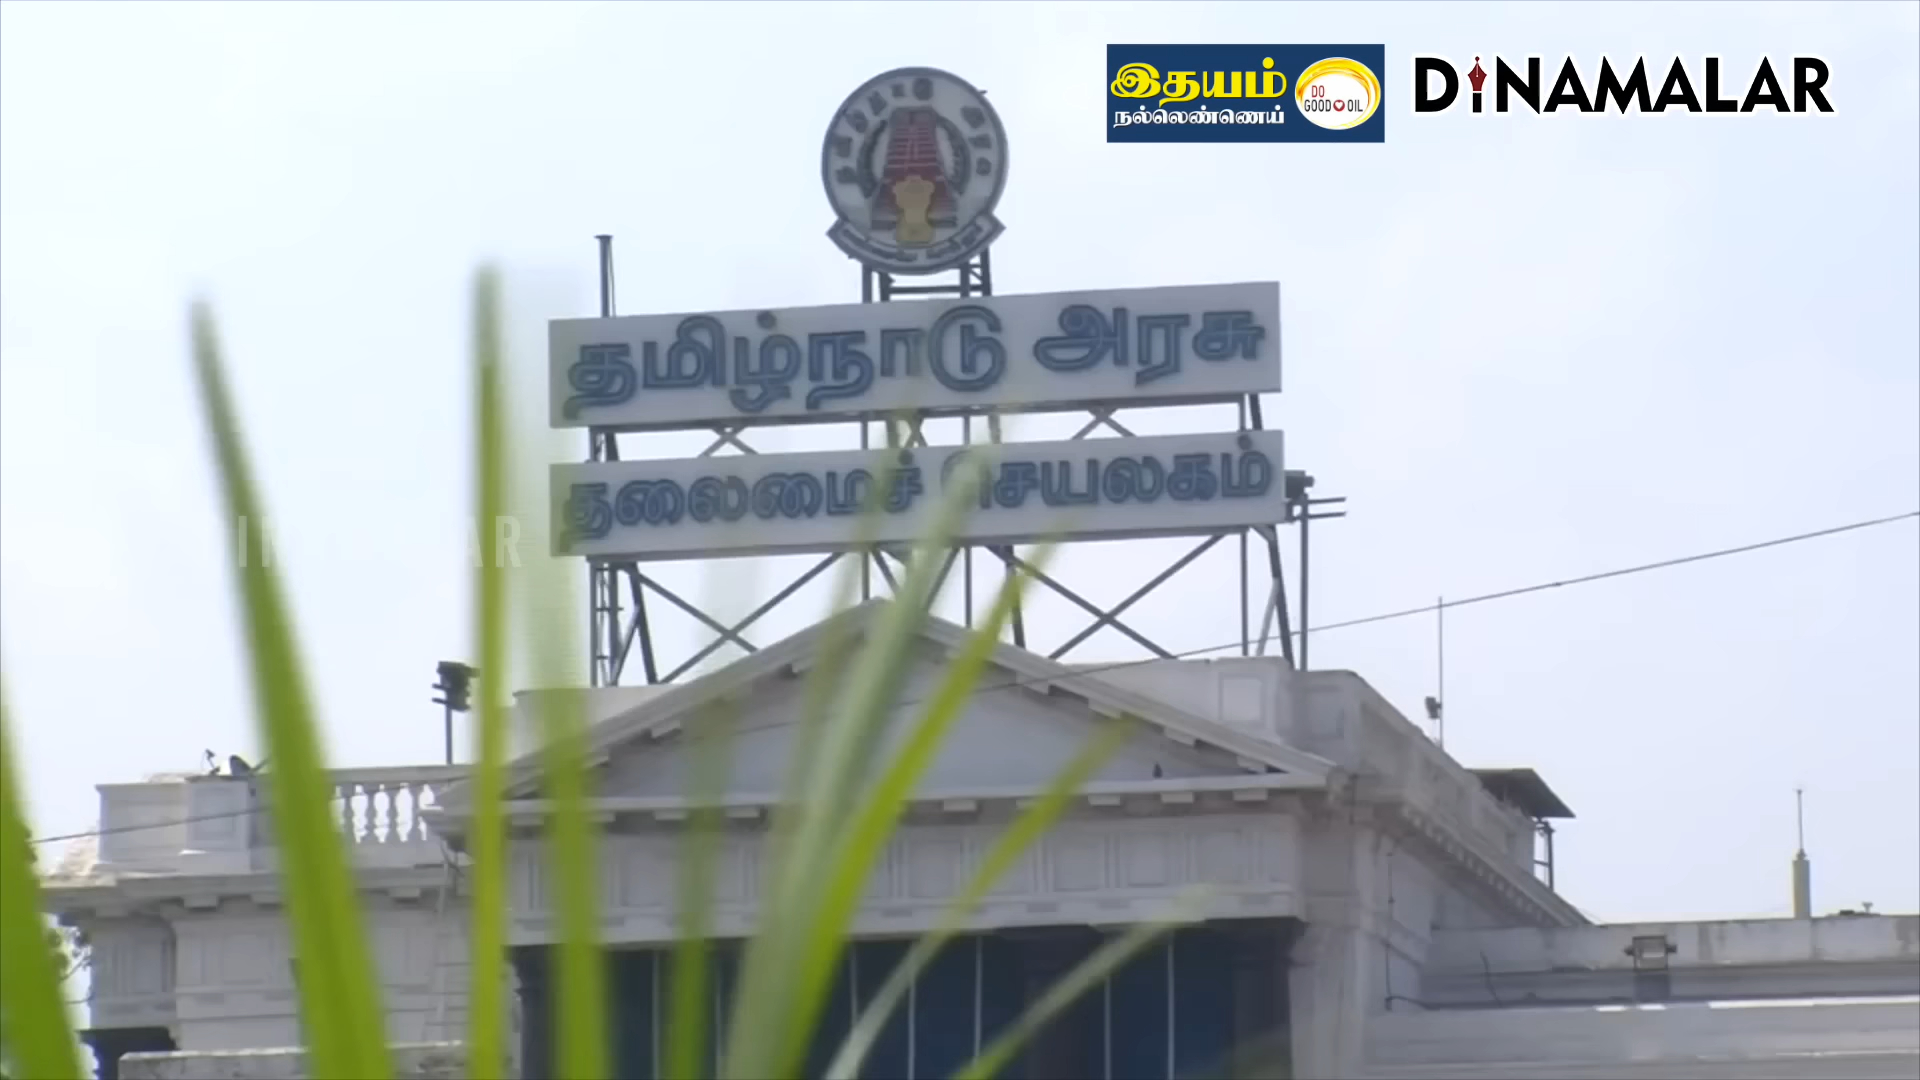 இதயம்
நல்லெண்ணெய்
DO
GOOD OIL
DINAMALAR
தமிழ்நாடு அரசு
தலைமைச் செயலகம்